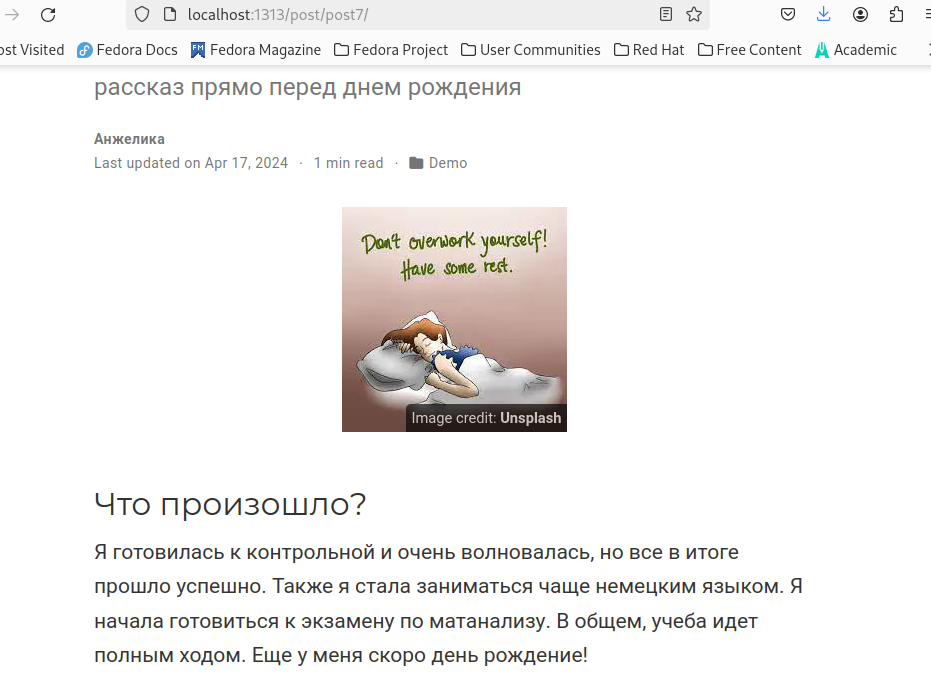 localhost:1313/post/post7/
ost Visited Fedora Docs Fedora Magazine Fedora Project User Communities Red Hat Free Content Academic
рассказ прямо перед днем рождения
Анжелика
Last updated on Apr 17, 2024 · 1 min read · Demo
Don't overwork yourself!
Have some rest.
Image credit: Unsplash
Что произошло?
Я готовилась к контрольной и очень волновалась, но все в итоге
прошло успешно. Также я стала заниматься чаще немецким языком. Я
начала готовиться к экзамену по матанализу. В общем, учеба идет
полным ходом. Еще у меня скоро день рождение!